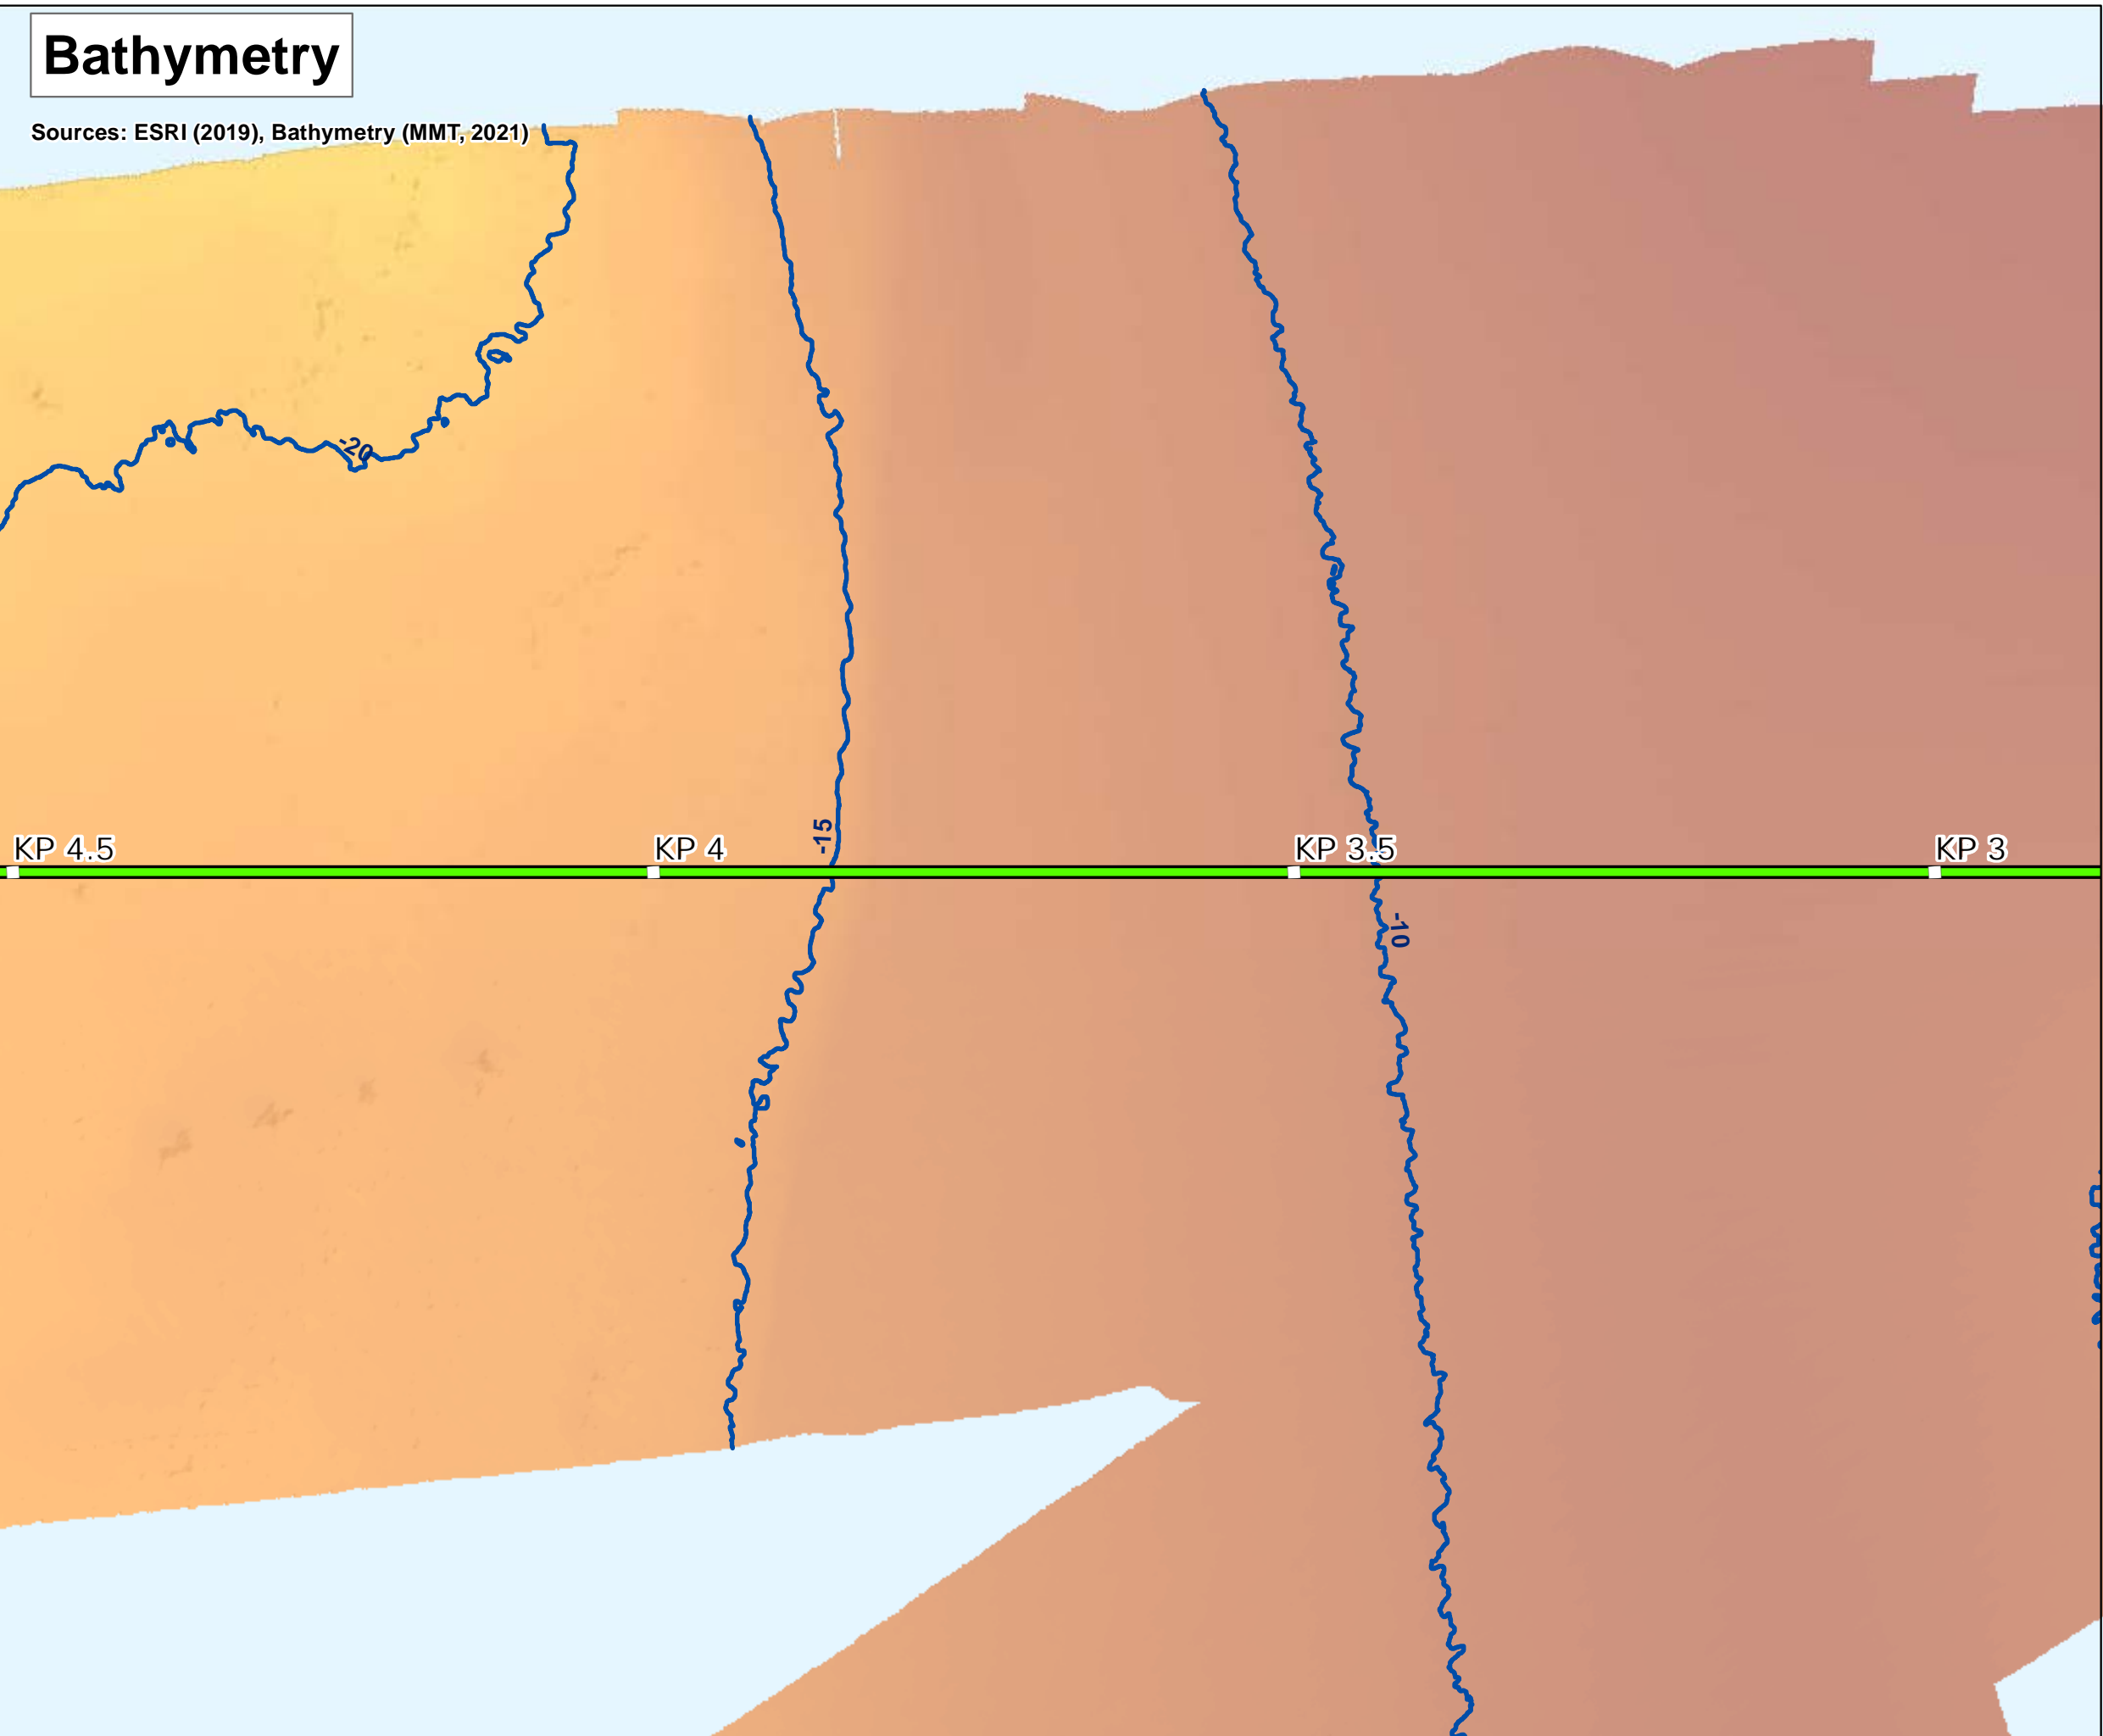 Bathymetry
Sources: ESRI (2019), Bathymetry (MMT, 2021)
-20
-15
KP 4.5
KP 4
KP 3.5
KP 3
-10